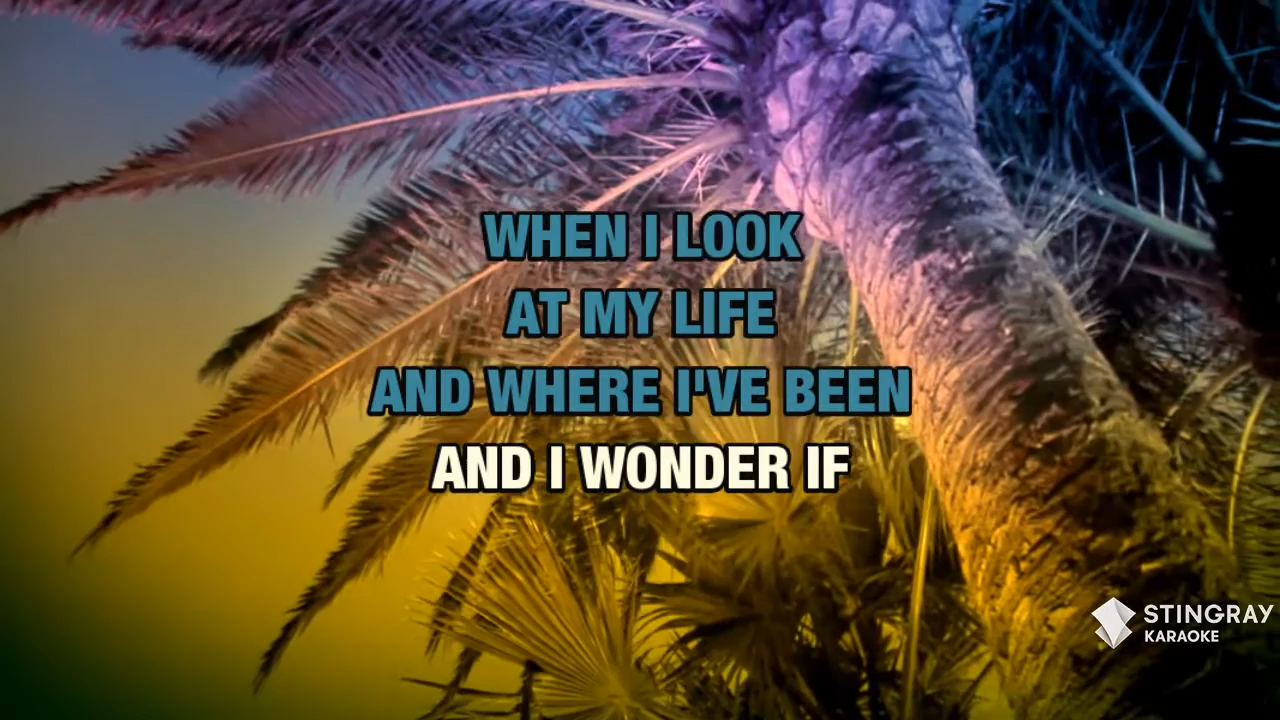 WHEN I LOOK
AT MY LIFE
AND WHERE I'VE BEEN
AND I WONDER IF
STINGRAY
KARAOKE